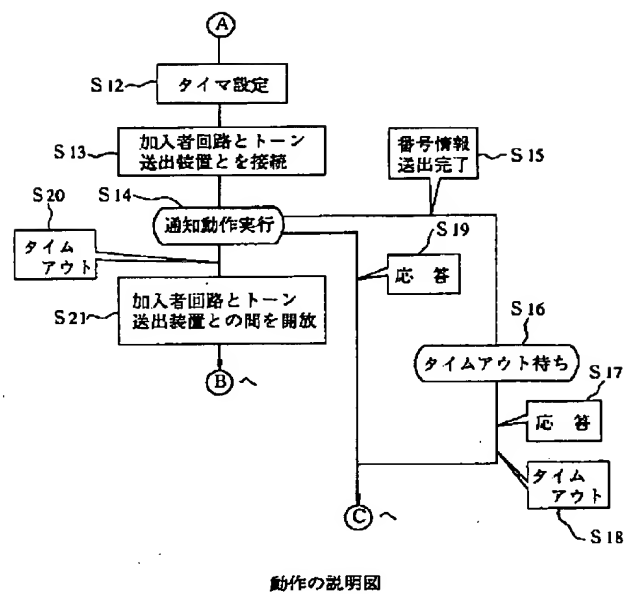 A
S12
タイマ設定
S13
加入者回路とトーン
送出装置とを接続
番号情報
送出完了
S15
S20
S14
通知動作実行
S19
タイム
アウト
応 答
S21
加入者回路とトーン
送出装置との間を開放
S16
タイムアウト待ち
Bへ
S17
応 答
タイム
アウト
Cへ
S18
動作の説明図